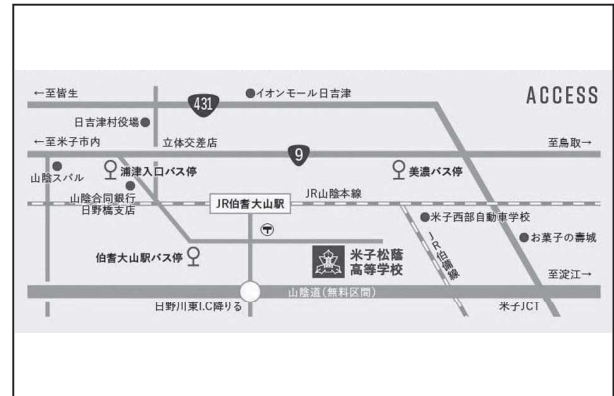 ←至皆生
431
●イオンモール日吉津
ACCESS
日吉津村役場●
←至米子市内
立体交差店
9
至鳥取→
山陰スバル
浦津入口バス停
美濃バス停
山陰合同銀行
日野橋支店
JR伯耆大山駅
JR山陰本線
●米子西部自動車学校
●お菓子の壽城
伯耆大山駅バス停
〒
米子松蔭
高等学校
JR伯備線
至淀江→
山陰道(無料区間)
日野川東I.C降りる
米子JCT